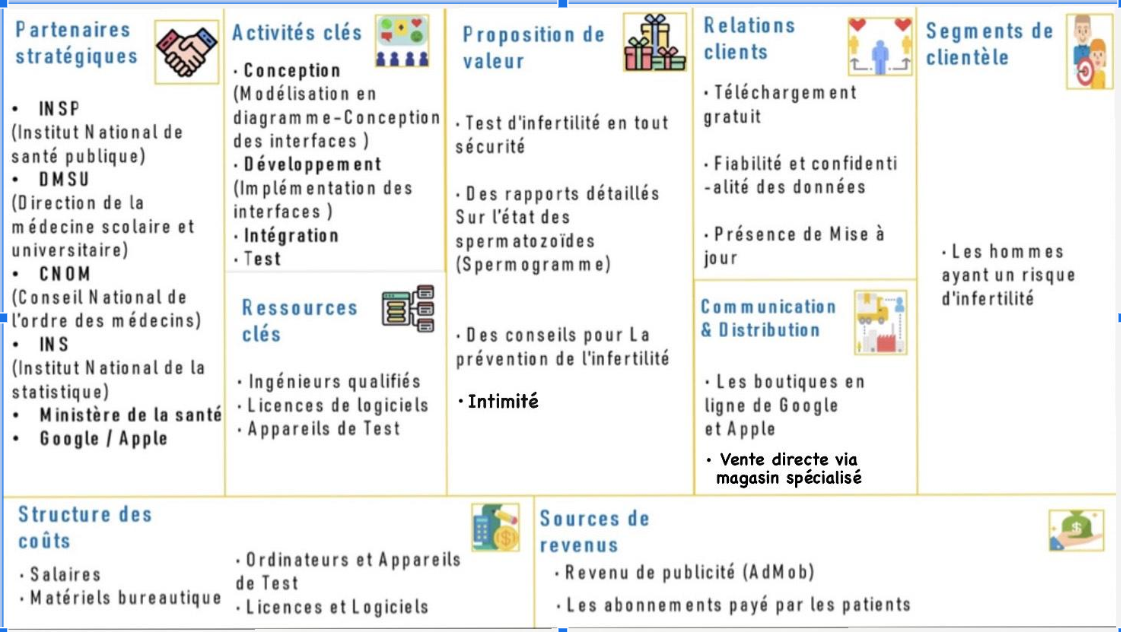 Partenaires
stratégiques
• INSP
(Institut National de
santé publique)
• DMSU
(Direction de la
médecine scolaire et
universitaire)
• CNOM
(Conseil National de
l'ordre des médecins)
• INS
(Institut National de la
statistique)
• Ministère de la santé
• Google / Apple
Activités clés
· Conception
(Modélisation en
diagramme-Conception
des interfaces )
· Développement
(Implémentation des
interfaces )
· Intégration
· Test
Ressources
clés
· Ingénieurs qualifiés
· Licences de logiciels
· Appareils de Test
Proposition de
valeur
· Test d'infertilité en tout
sécurité
· Des rapports détaillés
Sur l'état des
spermatozoïdes
(Spermogramme)
· Des conseils pour La
prévention de l'infertilité
· Intimité
Relations
clients
· Téléchargement
gratuit
· Fiabilité et confidenti
-alité des données
· Présence de Mise à
jour
Communication
& Distribution
· Les boutiques en
ligne de Google
et Apple
· Vente directe via
magasin spécialisé
Segments de
clientèle
· Les hommes
ayant un risque
d'infertilité
Structure des
coûts
· Salaires
· Matériels bureautique
· Ordinateurs et Appareils
de Test
· Licences et Logiciels
Sources de
revenus
· Revenu de publicité (AdMob)
· Les abonnements payé par les patients